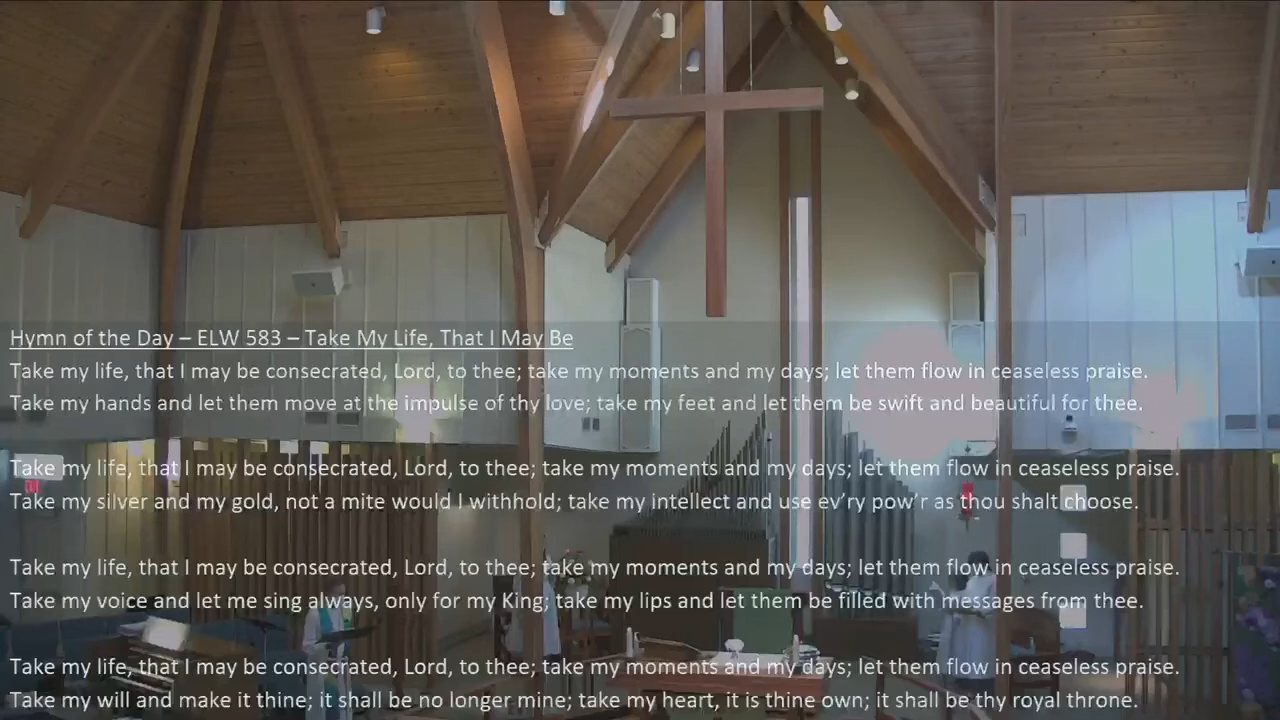 Hymn of the Day – ELW 583 – Take My Life, That I May Be
Take my life, that I may be consecrated, Lord, to thee; take my moments and my days; let them flow in ceaseless praise.
Take my hands and let them move at the impulse of thy love; take my feet and let them be swift and beautiful for thee.
Take my life, that I may be consecrated, Lord, to thee; take my moments and my days; let them flow in ceaseless praise.
Take my silver and my gold, not a mite would I withhold; take my intellect and use ev’ry pow’r as thou shalt choose.
Take my life, that I may be consecrated, Lord, to thee; take my moments and my days; let them flow in ceaseless praise.
Take my voice and let me sing always, only for my King; take my lips and let them be filled with messages from thee.
Take my life, that I may be consecrated, Lord, to thee; take my moments and my days; let them flow in ceaseless praise.
Take my will and make it thine; it shall be no longer mine; take my heart, it is thine own; it shall be thy royal throne.